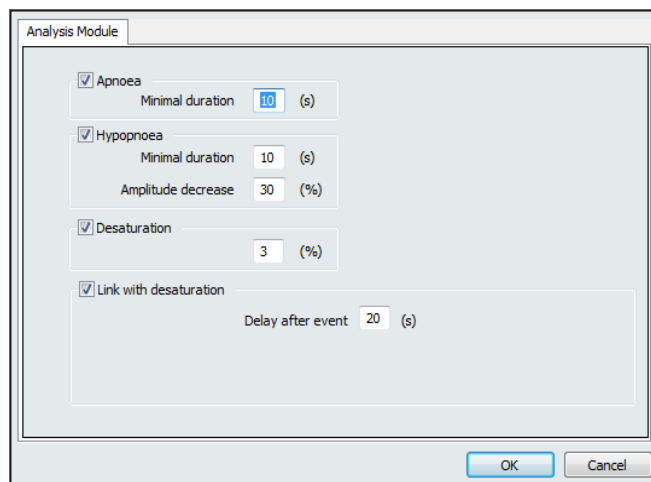 Analysis Module
Apnoea
Minimal duration 10 (s)
Hypopnoea
Minimal duration 10 (s)
Amplitude decrease 30 (%)
Desaturation
3 (%)
Link with desaturation
Delay after event 20 (s)
OK Cancel